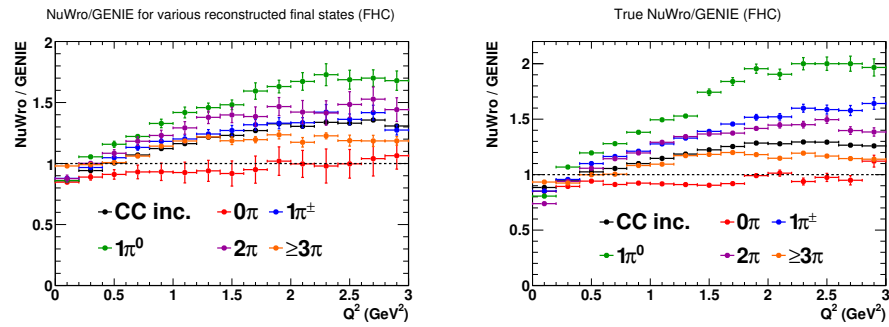 NuWro/GENIE for various reconstructed final states (FHC)
NuWro / GENIE
2
1.5
1
0.5
0
CC inc.
0π
1π±
1π⁰
2π
≥3π
0 0.5 1 1.5 2 2.5 3
Q² (GeV²)
True NuWro/GENIE (FHC)
NuWro / GENIE
2
1.5
1
0.5
0
CC inc.
0π
1π±
1π⁰
2π
≥3π
0 0.5 1 1.5 2 2.5 3
Q² (GeV²)